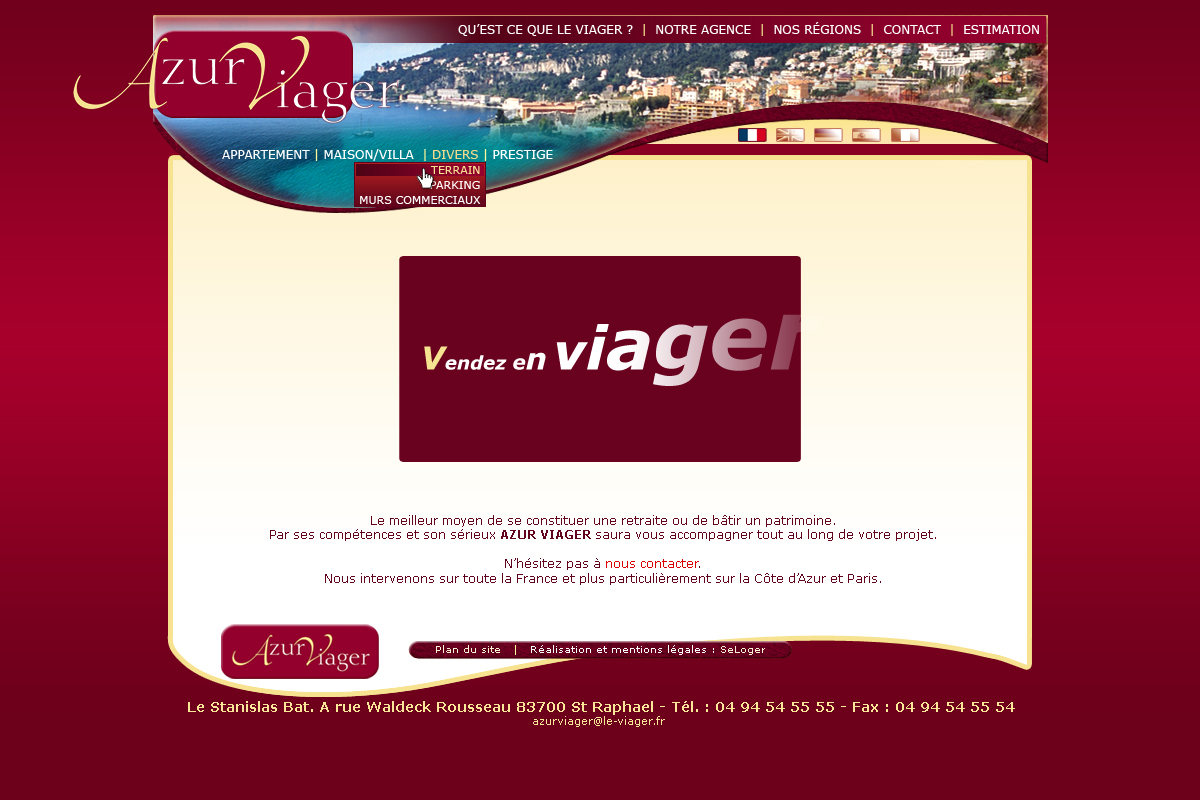 QU'EST CE QUE LE VIAGER ? | NOTRE AGENCE | NOS RÉGIONS | CONTACT | ESTIMATION
Azur Viager
APPARTEMENT | MAISON/VILLA | DIVERS | PRESTIGE
TERRAIN
PARKING
MURS COMMERCIAUX
Vendez en viager
Le meilleur moyen de se constituer une retraite ou de bâtir un patrimoine.
Par ses compétences et son sérieux AZUR VIAGER saura vous accompagner tout au long de votre projet.
N'hésitez pas à nous contacter.
Nous intervenons sur toute la France et plus particulièrement sur la Côte d'Azur et Paris.
Azur Viager
Plan du site | Réalisation et mentions légales : SeLoger
Le Stanislas Bat. A rue Waldeck Rousseau 83700 St Raphael - Tél. : 04 94 54 55 55 - Fax : 04 94 54 55 54
azurviager@le-viager.fr